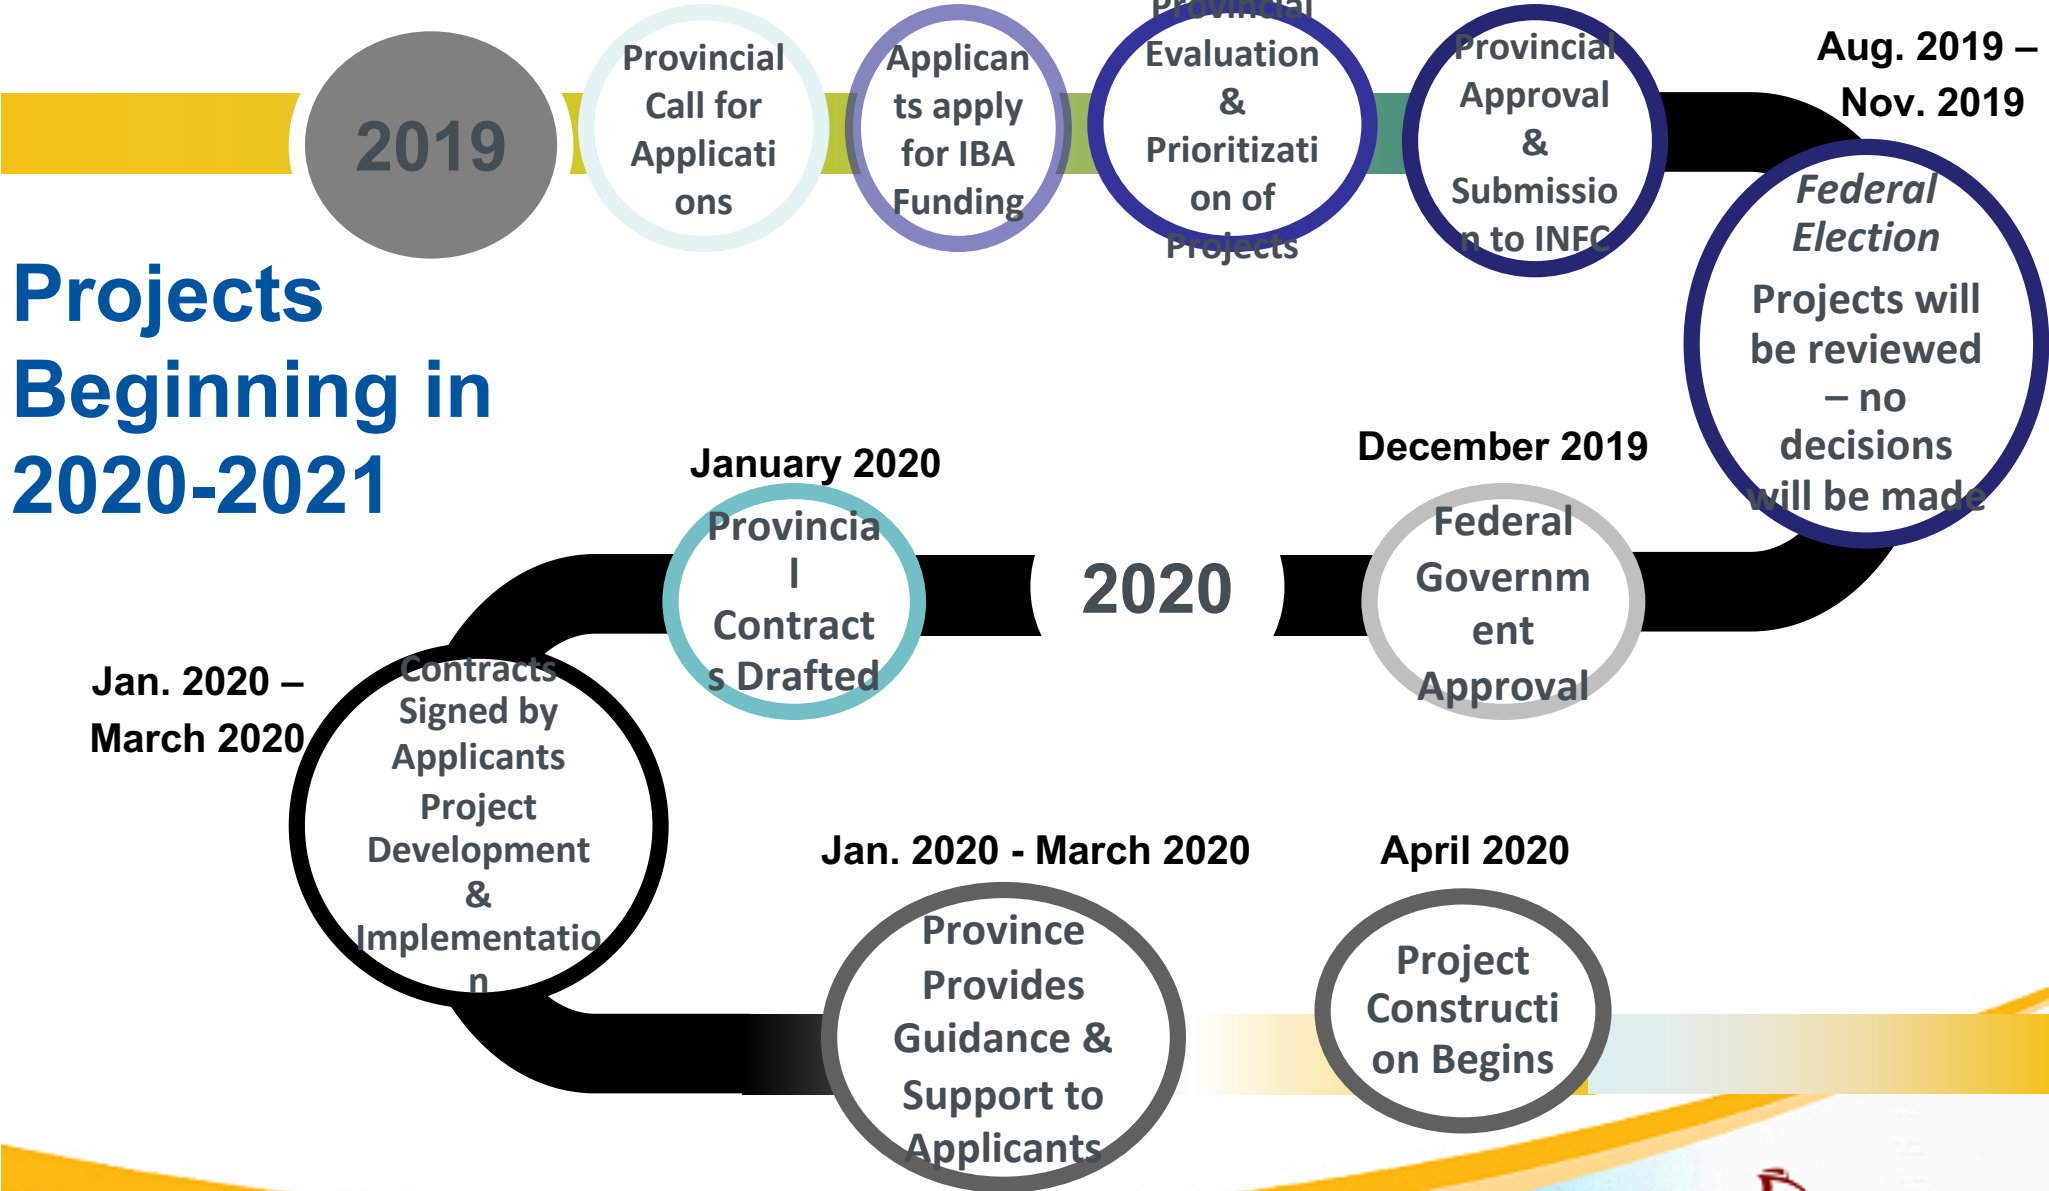 2019
Provincial
Call for
Applicati
ons
Applican
ts apply
for IBA
Funding
Provincial
Evaluation
&
Prioritizati
on of
Projects
Provincial
Approval
&
Submissio
n to INFC
Aug. 2019 –
Nov. 2019
Federal
Election
Projects will
be reviewed
– no
decisions
will be made
Projects
Beginning in
2020-2021
December 2019
Federal
Governm
ent
Approval
2020
January 2020
Provincia
l
Contract
s Drafted
Jan. 2020 –
March 2020
Contracts
Signed by
Applicants
Project
Development
&
Implementatio
n
Jan. 2020 - March 2020
Province
Provides
Guidance &
Support to
Applicants
April 2020
Project
Constructi
on Begins